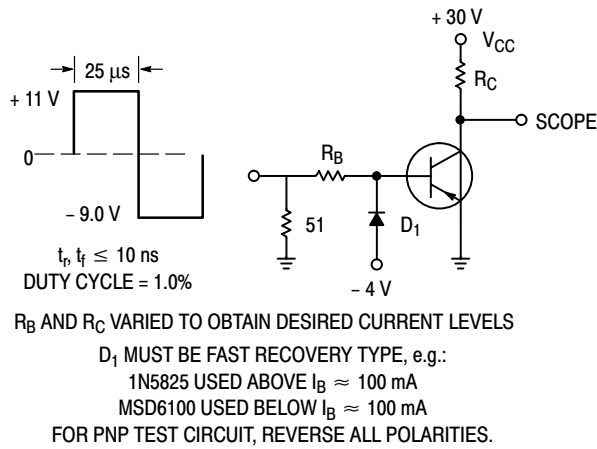 + 30 V
V_CC
R_C
SCOPE
25 μs
+ 11 V
0
– 9.0 V
R_B
51
D_1
– 4 V
t_r, t_f ≤ 10 ns
DUTY CYCLE = 1.0%
R_B AND R_C VARIED TO OBTAIN DESIRED CURRENT LEVELS
D_1 MUST BE FAST RECOVERY TYPE, e.g.:
1N5825 USED ABOVE I_B ≈ 100 mA
MSD6100 USED BELOW I_B ≈ 100 mA
FOR PNP TEST CIRCUIT, REVERSE ALL POLARITIES.